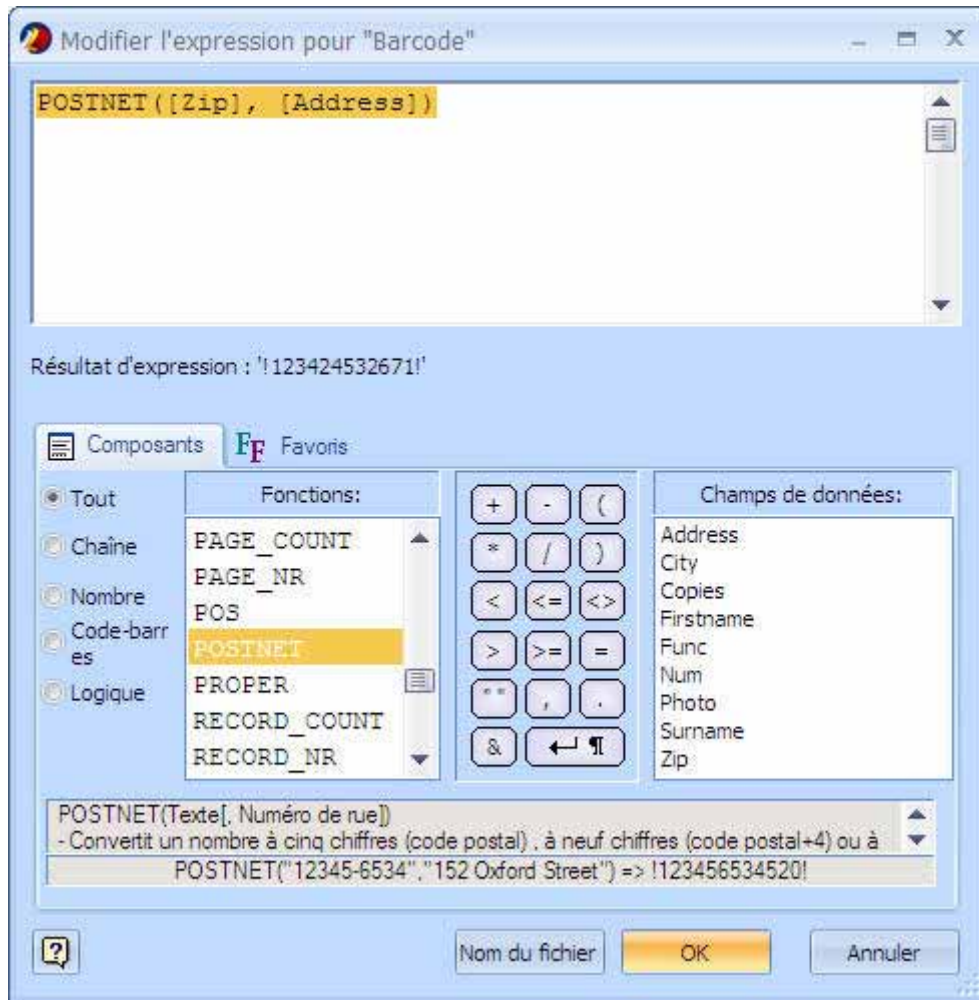 Modifier l'expression pour "Barcode"
POSTNET([Zip], [Address])
Résultat d'expression : '!123424532671!'
Composants
FF Favoris
Tout
Chaîne
Nombre
Code-barr
es
Logique
Fonctions:
PAGE_COUNT
PAGE_NR
POS
POSTNET
PROPER
RECORD_COUNT
RECORD_NR
+ - (
* / )
< <= <>
> >= =
" " , .
& ↵ ¶
Champs de données:
Address
City
Copies
Firstname
Func
Num
Photo
Surname
Zip
POSTNET(Texte[, Numéro de rue])
- Convertit un nombre à cinq chiffres (code postal) , à neuf chiffres (code postal+4) ou à
POSTNET("12345-6534","152 Oxford Street") => !123456534520!
?
Nom du fichier
OK
Annuler